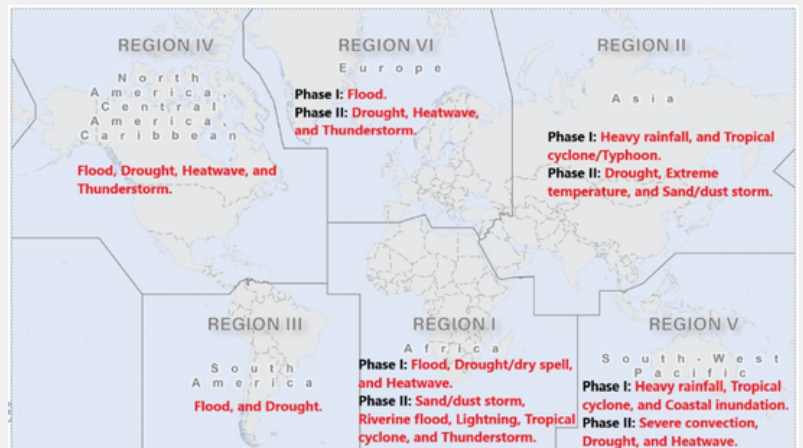 REGION IV
North
America,
Central
America,
Caribbean
Flood, Drought, Heatwave, and
Thunderstorm.
REGION VI
Europe
Phase I: Flood.
Phase II: Drought, Heatwave,
and Thunderstorm.
REGION II
Asia
Phase I: Heavy rainfall, and Tropical
cyclone/Typhoon.
Phase II: Drought, Extreme
temperature, and Sand/dust storm.
REGION III
South
America
Flood, and Drought.
REGION I
Africa
Phase I: Flood, Drought/dry spell,
and Heatwave.
Phase II: Sand/dust storm,
Riverine flood, Lightning, Tropical
cyclone, and Thunderstorm.
REGION V
South-West
Pacific
Phase I: Heavy rainfall, Tropical
cyclone, and Coastal inundation.
Phase II: Severe convection,
Drought, and Heatwave.